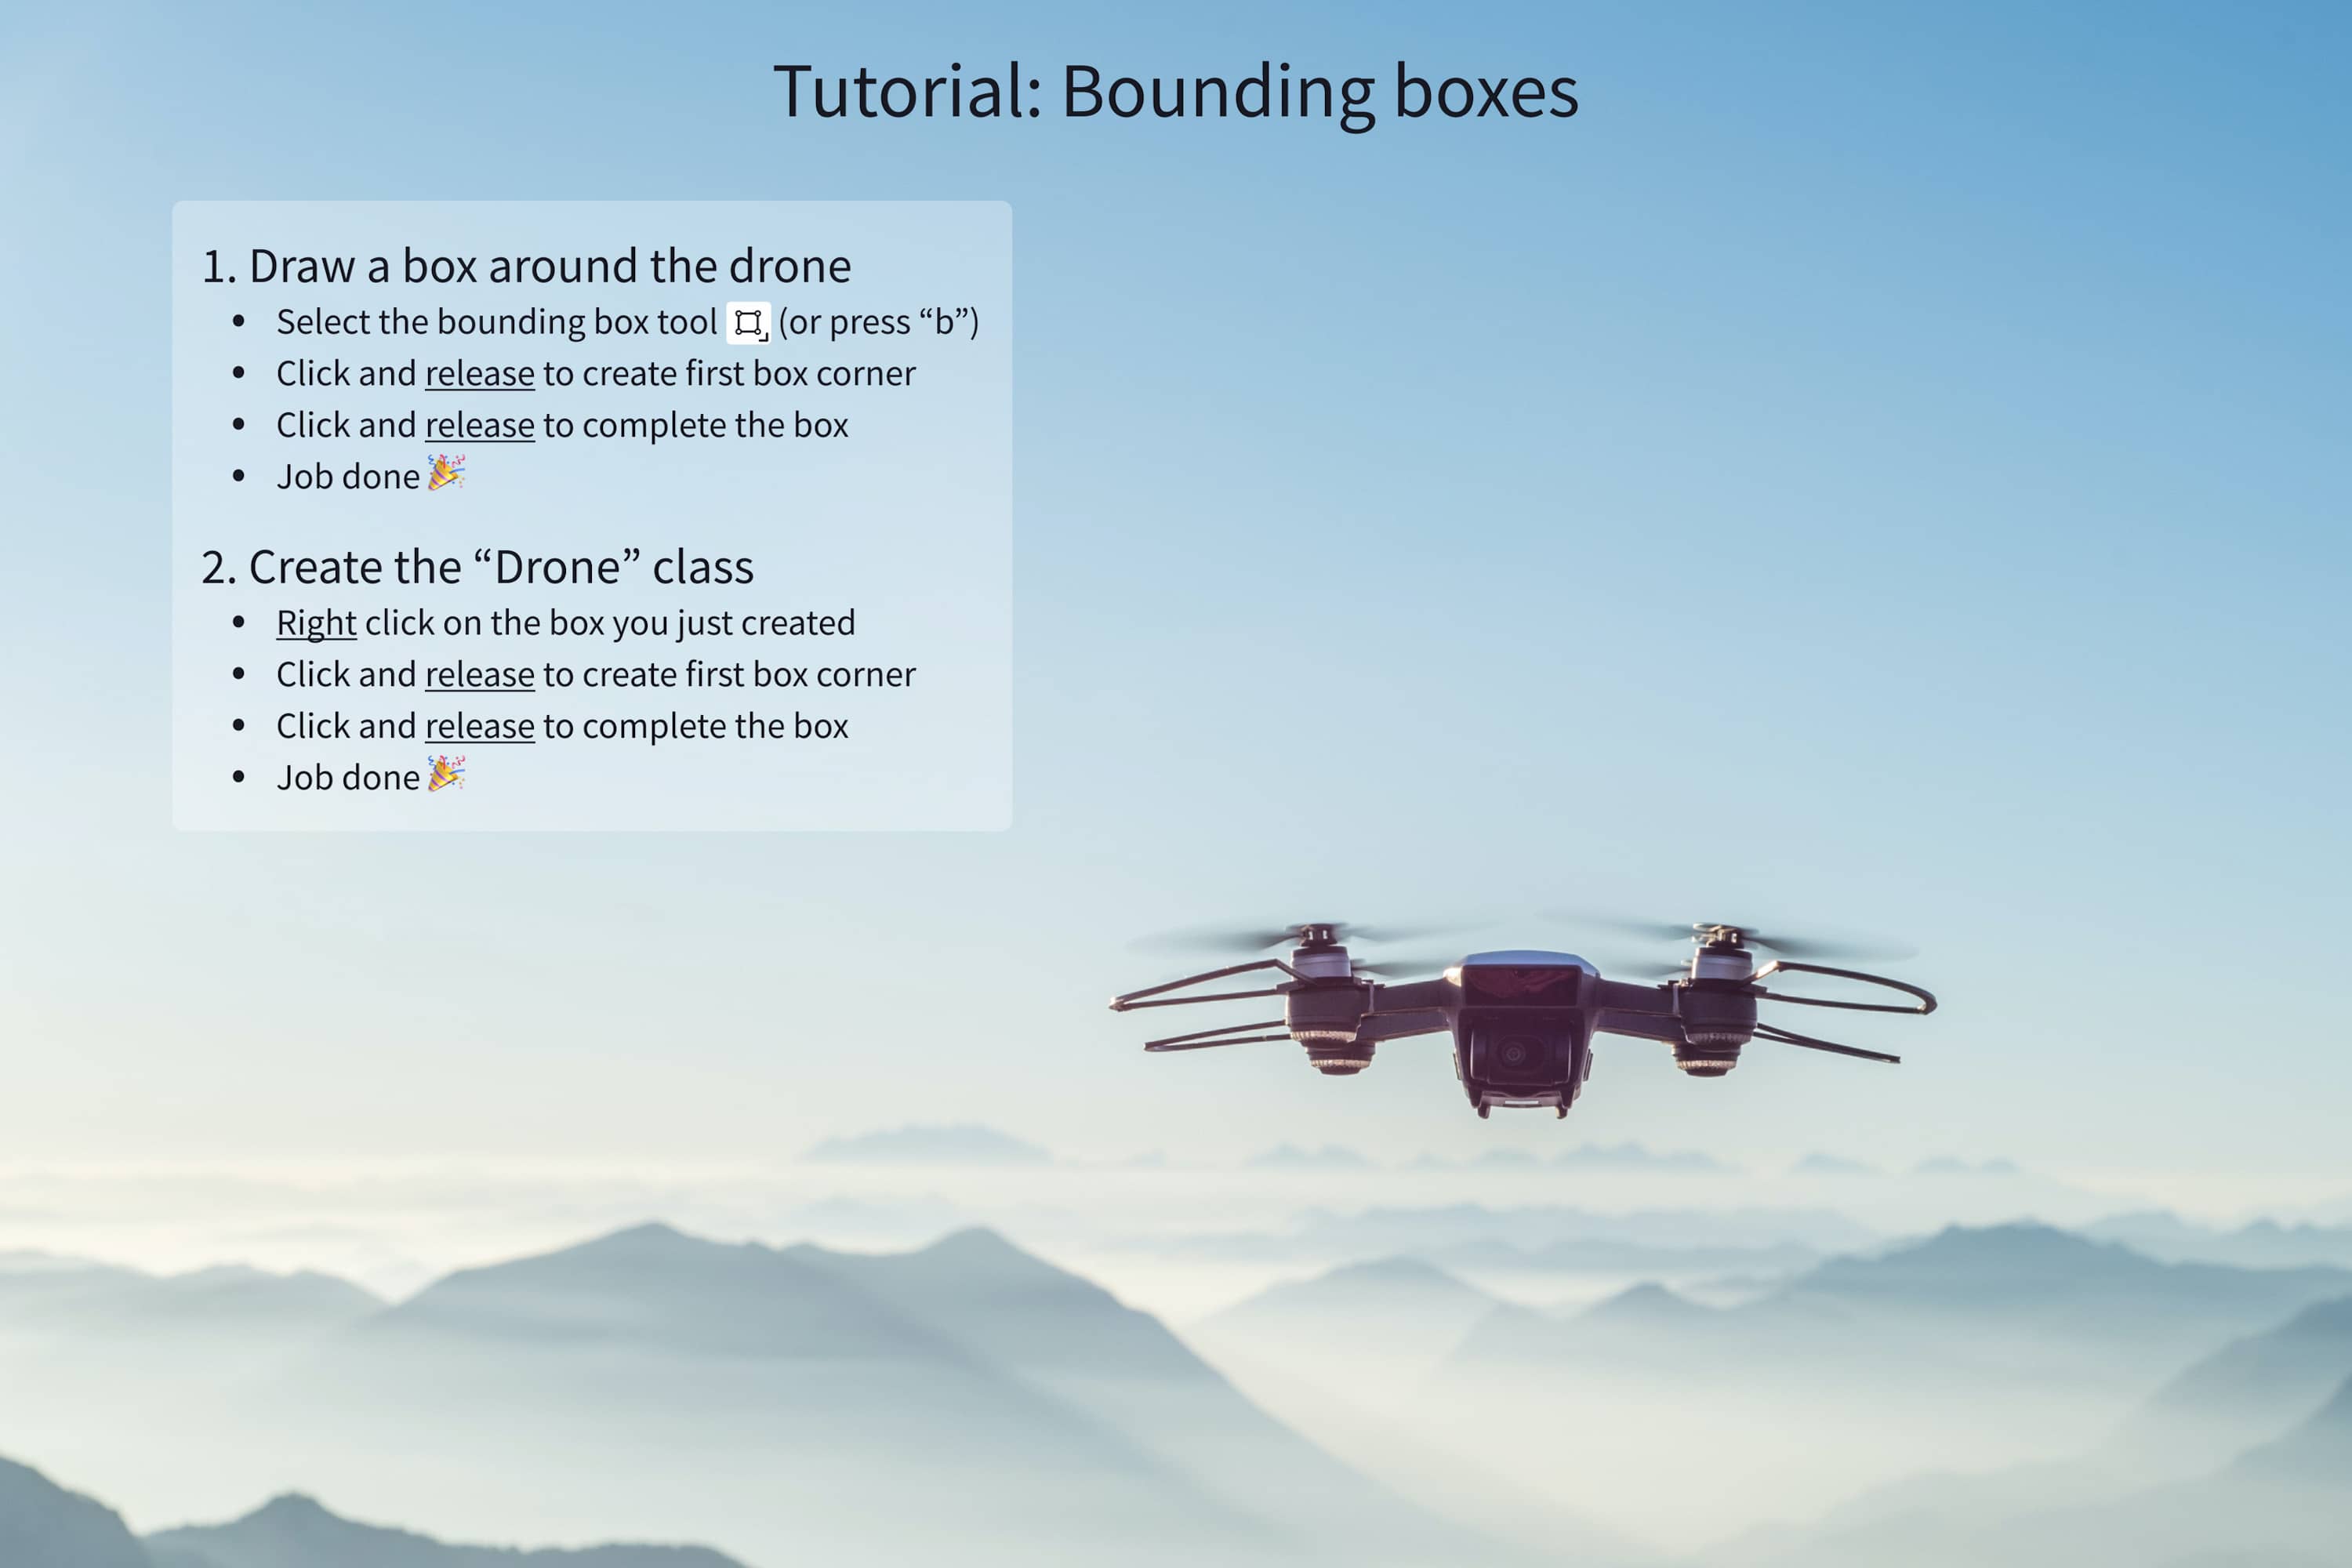 Tutorial: Bounding boxes
1. Draw a box around the drone
• Select the bounding box tool (or press “b”)
• Click and release to create first box corner
• Click and release to complete the box
• Job done 🎉
2. Create the “Drone” class
• Right click on the box you just created
• Click and release to create first box corner
• Click and release to complete the box
• Job done 🎉